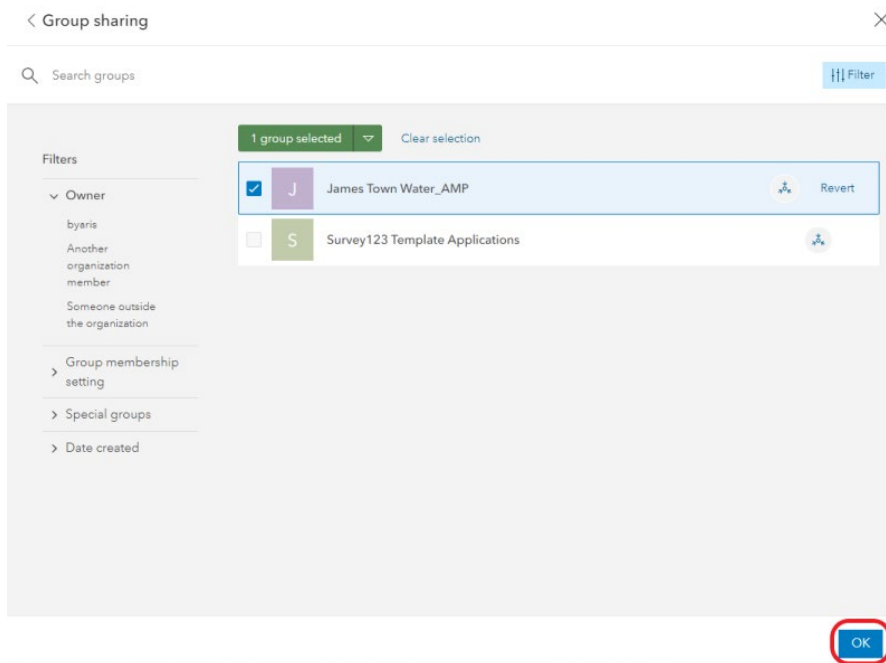 Group sharing
Search groups
Filter
1 group selected
Clear selection
Filters
Owner
byaris
Another
organization
member
Someone outside
the organization
Group membership
setting
Special groups
Date created
J
James Town Water_AMP
Revert
S
Survey123 Template Applications
OK